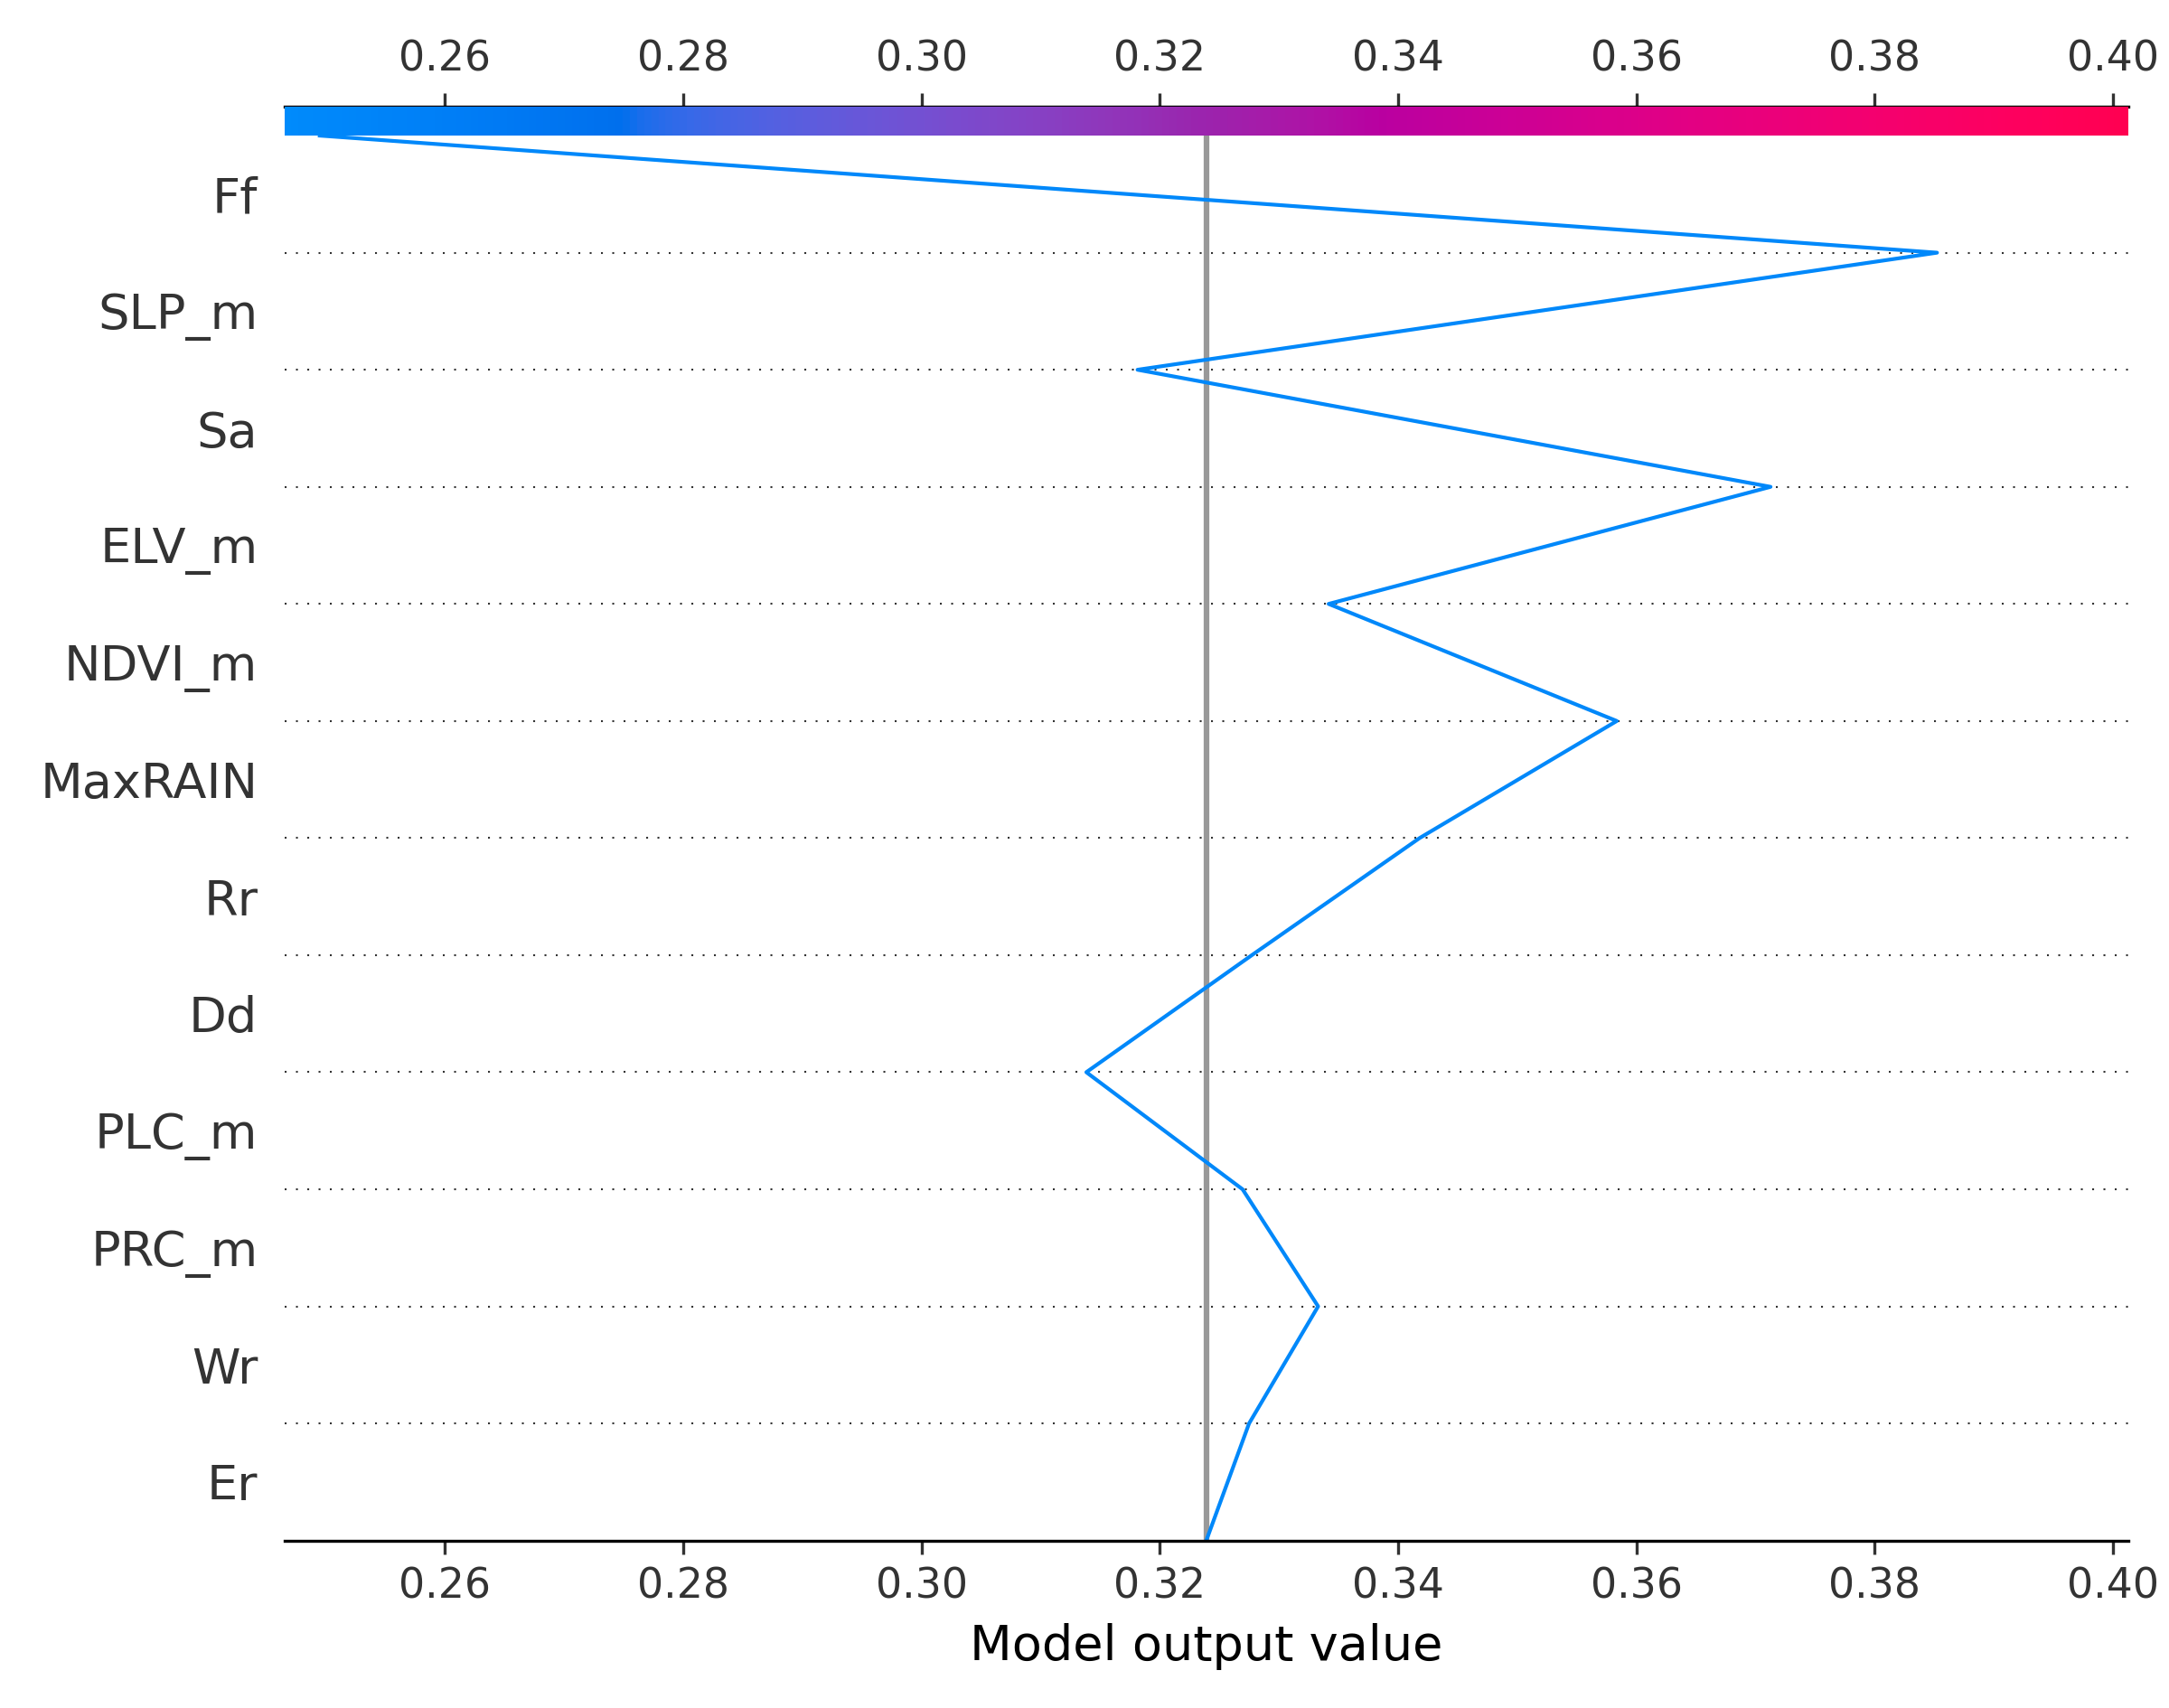 0.26 0.28 0.30 0.32 0.34 0.36 0.38 0.40
Ff
SLP_m
Sa
ELV_m
NDVI_m
MaxRAIN
Rr
Dd
PLC_m
PRC_m
Wr
Er
0.26 0.28 0.30 0.32 0.34 0.36 0.38 0.40
Model output value